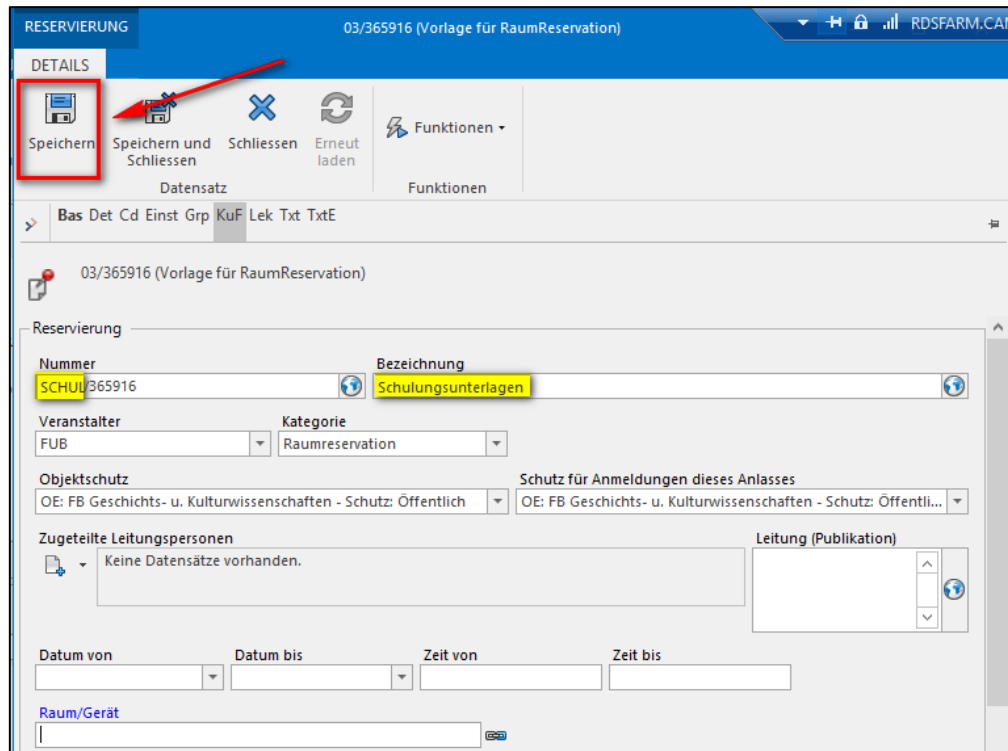 RESERVIERUNG 03/365916 (Vorlage für RaumReservation) RDSFARM.CAM
DETAILS
Speichern Speichern und Schliessen Schliessen Erneut laden Funktionen
Datensatz Funktionen
Bas Det Cd Einst Grp KuF Lek Txt TxtE
03/365916 (Vorlage für RaumReservation)
Reservierung
Nummer Bezeichnung
SCHUL/365916 Schulungsunterlagen
Veranstalter Kategorie
FUB Raumreservation
Objektschutz Schutz für Anmeldungen dieses Anlasses
OE: FB Geschichts- u. Kulturwissenschaften - Schutz: Öffentlich OE: FB Geschichts- u. Kulturwissenschaften - Schutz: Öffentli...
Zugeteilte Leitungspersonen Leitung (Publikation)
Keine Datensätze vorhanden.
Datum von Datum bis Zeit von Zeit bis
Raum/Gerät